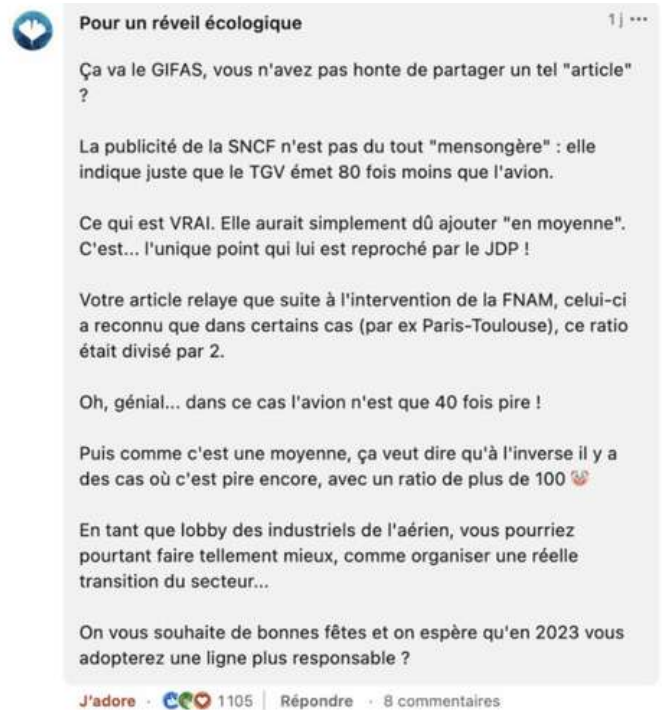 Pour un réveil écologique
1 j •••
Ça va le GIFAS, vous n'avez pas honte de partager un tel "article"
?
La publicité de la SNCF n'est pas du tout "mensongère" : elle
indique juste que le TGV émet 80 fois moins que l'avion.
Ce qui est VRAI. Elle aurait simplement dû ajouter "en moyenne".
C'est... l'unique point qui lui est reproché par le JDP !
Votre article relaye que suite à l'intervention de la FNAM, celui-ci
a reconnu que dans certains cas (par ex Paris-Toulouse), ce ratio
était divisé par 2.
Oh, génial... dans ce cas l'avion n'est que 40 fois pire !
Puis comme c'est une moyenne, ça veut dire qu'à l'inverse il y a
des cas où c'est pire encore, avec un ratio de plus de 100 🤡
En tant que lobby des industriels de l'aérien, vous pourriez
pourtant faire tellement mieux, comme organiser une réelle
transition du secteur...
On vous souhaite de bonnes fêtes et on espère qu'en 2023 vous
adopterez une ligne plus responsable ?
J'adore · 1105 | Répondre · 8 commentaires